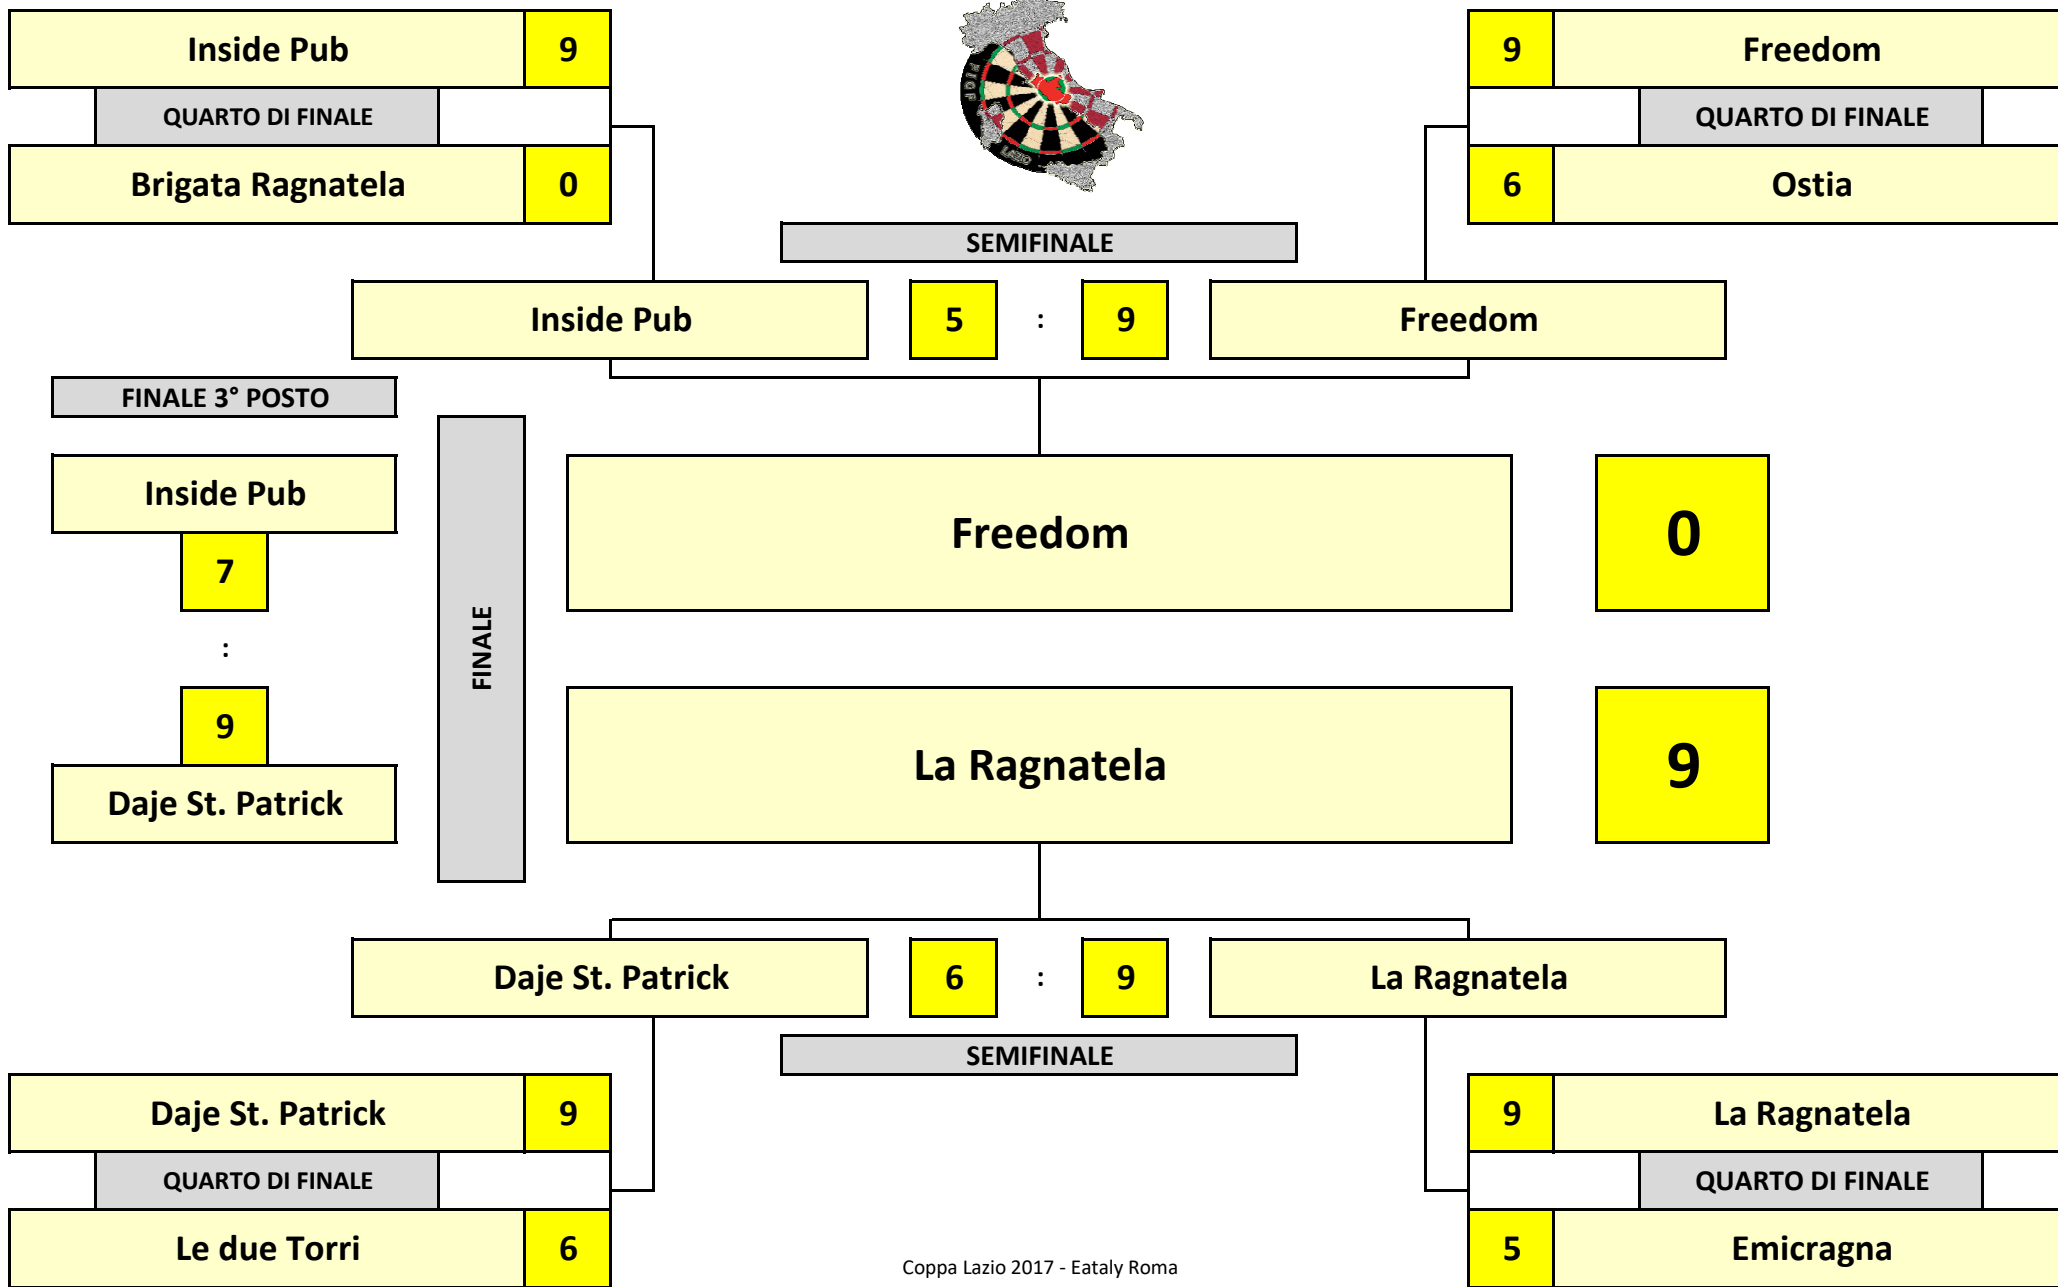 Inside Pub 9
QUARTO DI FINALE
Brigata Ragnatela 0
9 Freedom
QUARTO DI FINALE
6 Ostia
LAZIO
SEMIFINALE
Inside Pub 5 : 9 Freedom
FINALE 3° POSTO
Inside Pub
7
:
9
Daje St. Patrick
FINALE
Freedom 0
La Ragnatela 9
Daje St. Patrick 6 : 9 La Ragnatela
SEMIFINALE
Daje St. Patrick 9
QUARTO DI FINALE
Le due Torri 6
9 La Ragnatela
QUARTO DI FINALE
5 Emicragna
Coppa Lazio 2017 - Eataly Roma